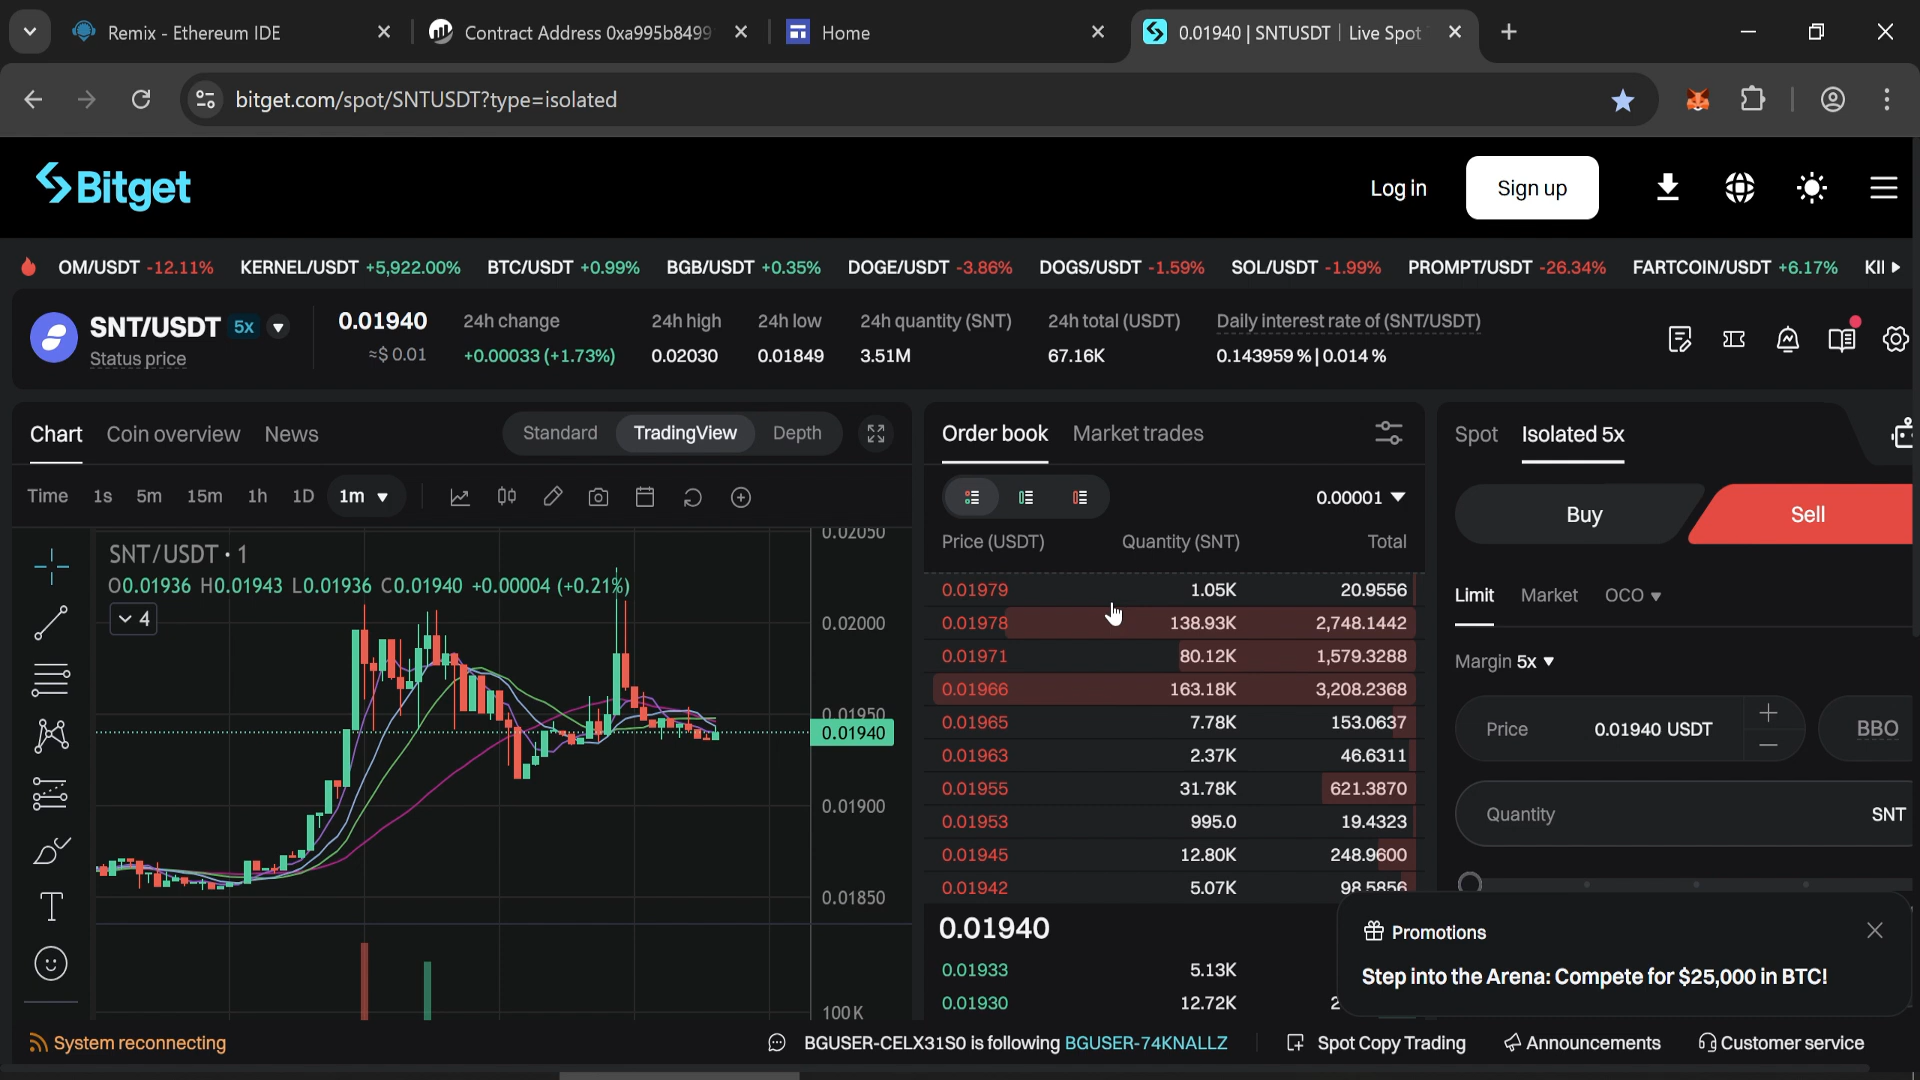 Remix - Ethereum IDE
Contract Address 0xa995b8499
Home
0.01940 | SNTUSDT | Live Spot
bitget.com/spot/SNTUSDT?type=isolated
Bitget
Log in
Sign up
OM/USDT -12.11% KERNEL/USDT +5,922.00% BTC/USDT +0.99% BGB/USDT +0.35% DOGE/USDT -3.86% DOGS/USDT -1.59% SOL/USDT -1.99% PROMPT/USDT -26.34% FARTCOIN/USDT +6.17%
SNT/USDT 5x
Status price
0.01940
≈$ 0.01
24h change
+0.00033 (+1.73%)
24h high
0.02030
24h low
0.01849
24h quantity (SNT)
3.51M
24h total (USDT)
67.16K
Daily interest rate of (SNT/USDT)
0.143959 % | 0.014 %
Chart Coin overview News
Standard TradingView Depth
Time 1s 5m 15m 1h 1D 1m
SNT/USDT · 1
O0.01936 H0.01943 L0.01936 C0.01940 +0.00004 (+0.21%)
4
0.02050
0.02000
0.01950
0.01940
0.01900
0.01850
100K
Order book Market trades
0.00001
Price (USDT) Quantity (SNT) Total
0.01979 1.05K 20.9556
0.01978 138.93K 2,748.1442
0.01971 80.12K 1,579.3288
0.01966 163.18K 3,208.2368
0.01965 7.78K 153.0637
0.01963 2.37K 46.6311
0.01955 31.78K 621.3870
0.01953 995.0 19.4323
0.01945 12.80K 248.9600
0.01942 5.07K 98.5856
0.01940
0.01933 5.13K
0.01930 12.72K
Spot Isolated 5x
Buy Sell
Limit Market OCO
Margin 5x
Price 0.01940 USDT
BBO
Quantity SNT
Promotions
Step into the Arena: Compete for $25,000 in BTC!
System reconnecting
BGUSER-CELX31S0 is following BGUSER-74KNALLZ
Spot Copy Trading
Announcements
Customer service